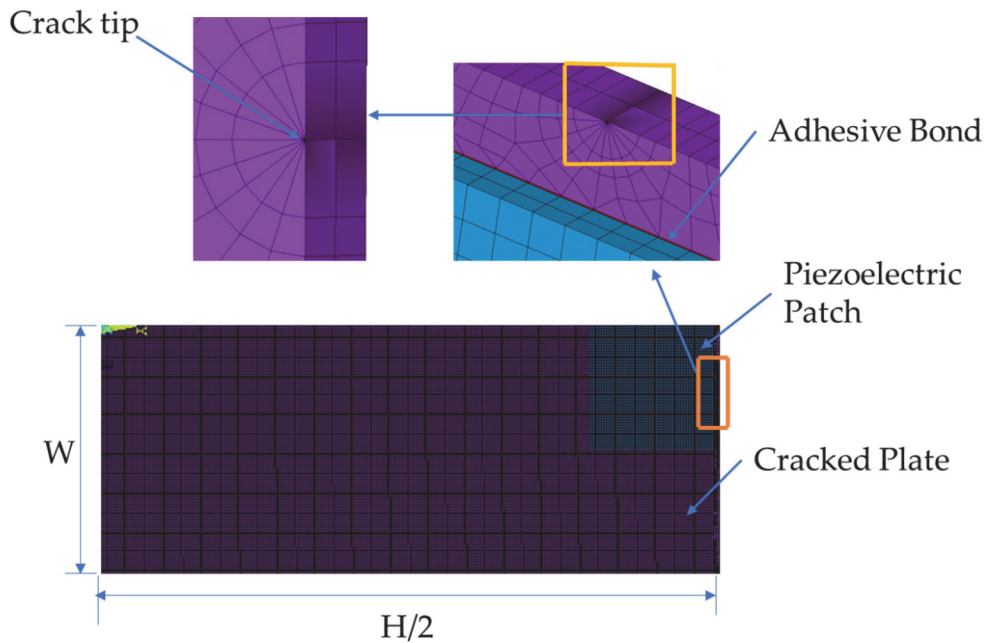 Crack tip
Adhesive Bond
Piezoelectric
Patch
W
Cracked Plate
H/2